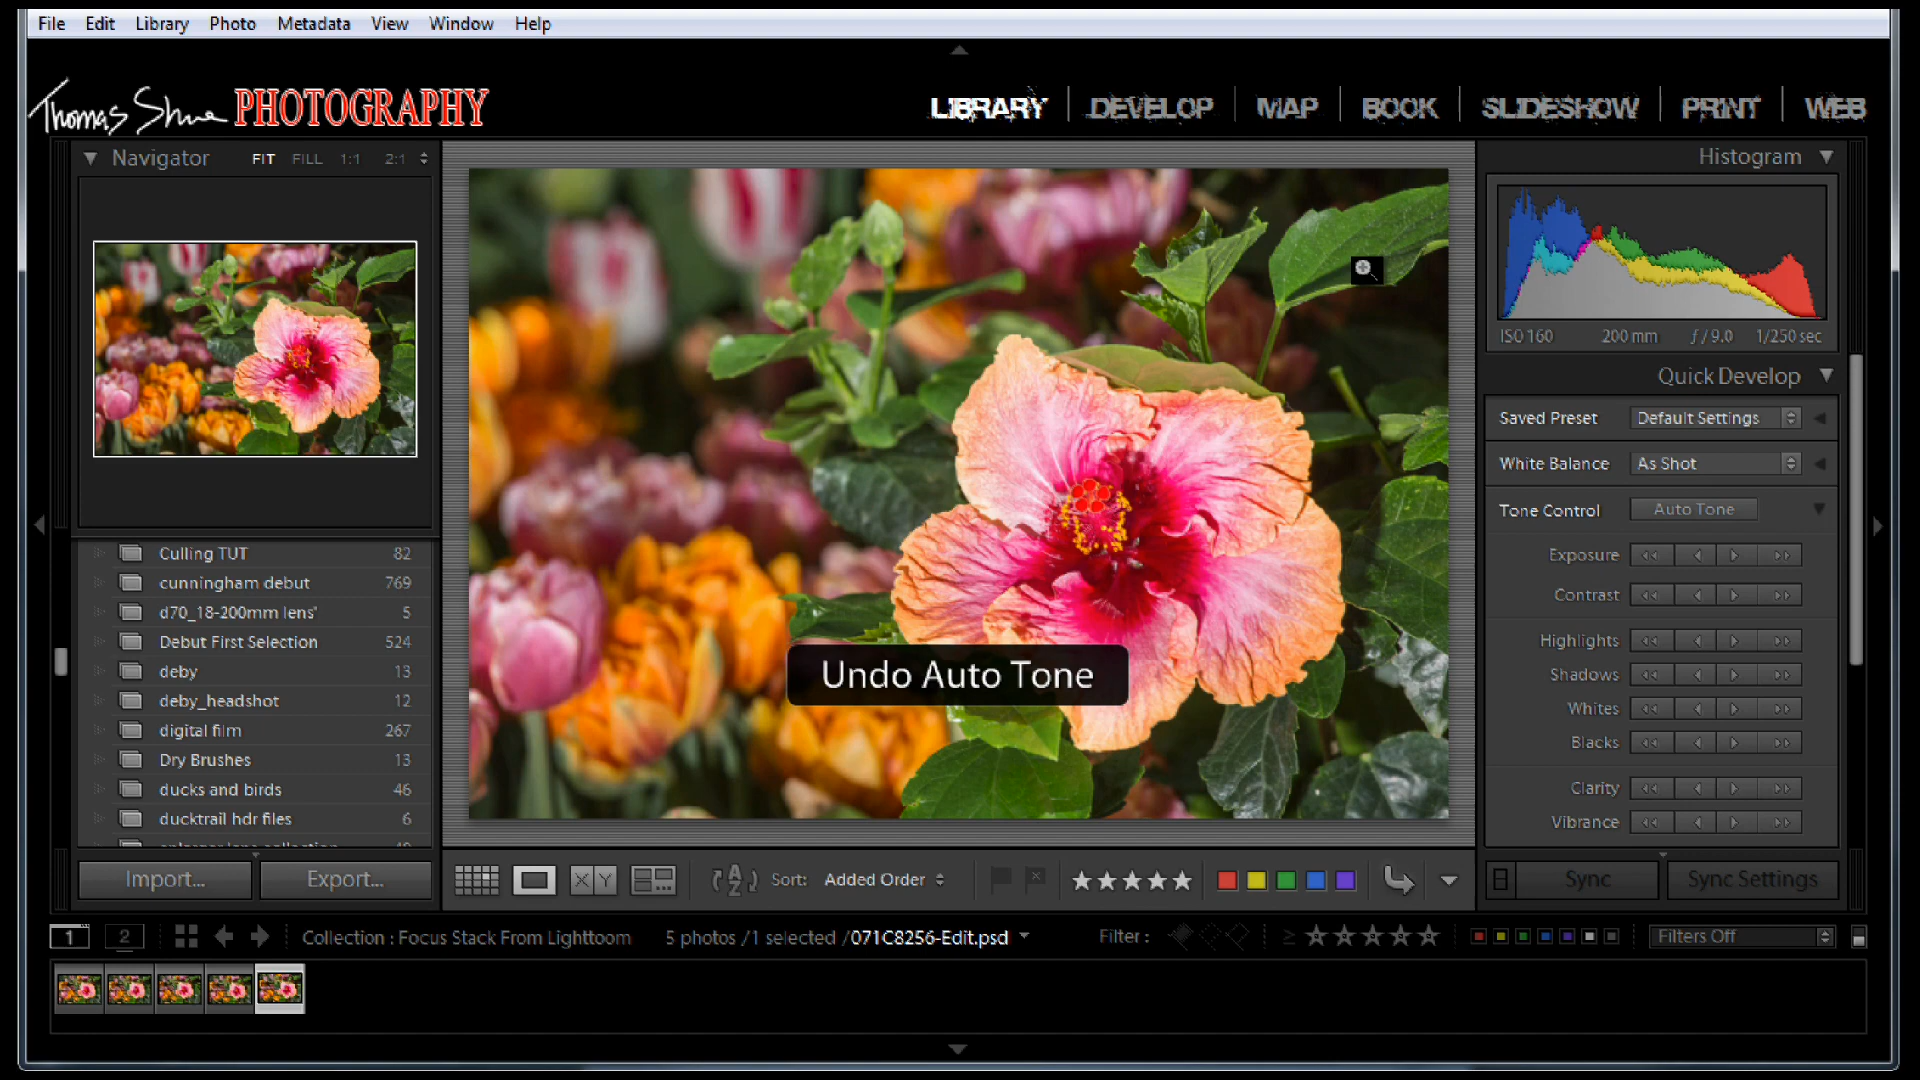 File Edit Library Photo Metadata View Window Help
Thomas Shue PHOTOGRAPHY
LIBRARY DEVELOP MAP BOOK SLIDESHOW PRINT WEB
Navigator FIT FILL 1:1 2:1
Histogram
ISO 160 200 mm ƒ / 9.0 1/250 sec
Quick Develop
Saved Preset Default Settings
White Balance As Shot
Tone Control Auto Tone
Exposure
Contrast
Highlights
Shadows
Whites
Blacks
Clarity
Vibrance
Culling TUT 82
cunningham debut 769
d70_18-200mm lens' 5
Debut First Selection 524
deby 13
deby_headshot 12
digital film 267
Dry Brushes 13
ducks and birds 46
ducktrail hdr files 6
Undo Auto Tone
Import... Export...
XY
AZ Sort: Added Order
Sync Sync Settings
1 2 Collection : Focus Stack From Lighttoom 5 photos /1 selected /071C8256-Edit.psd Filter : ≥ Filters Off